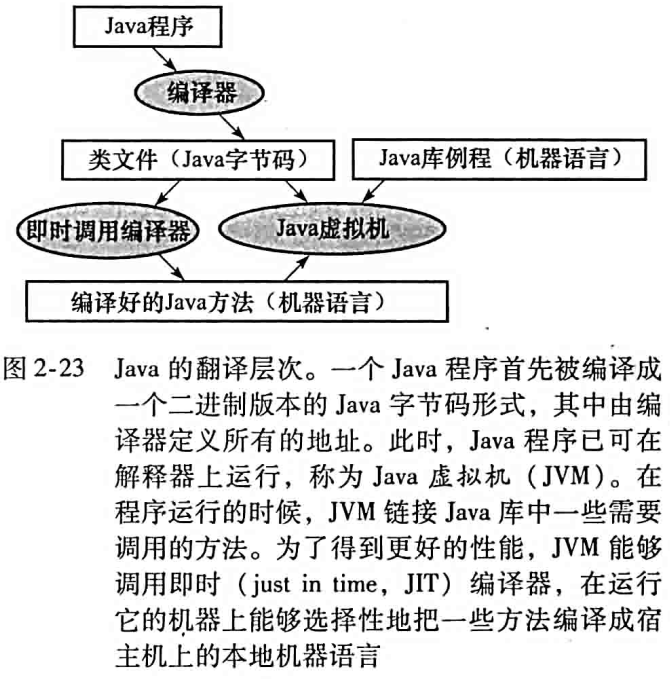 Java程序
编译器
类文件（Java字节码）
Java库例程（机器语言）
即时调用编译器
Java虚拟机
编译好的Java方法（机器语言）
图 2-23 Java 的翻译层次。一个 Java 程序首先被编译成
一个二进制版本的 Java 字节码形式，其中由编
译器定义所有的地址。此时，Java 程序已可在
解释器上运行，称为 Java 虚拟机（JVM）。在
程序运行的时候，JVM 链接 Java 库中一些需要
调用的方法。为了得到更好的性能，JVM 能够
调用即时（just in time，JIT）编译器，在运行
它的机器上能够选择性地把一些方法编译成宿
主机上的本地机器语言